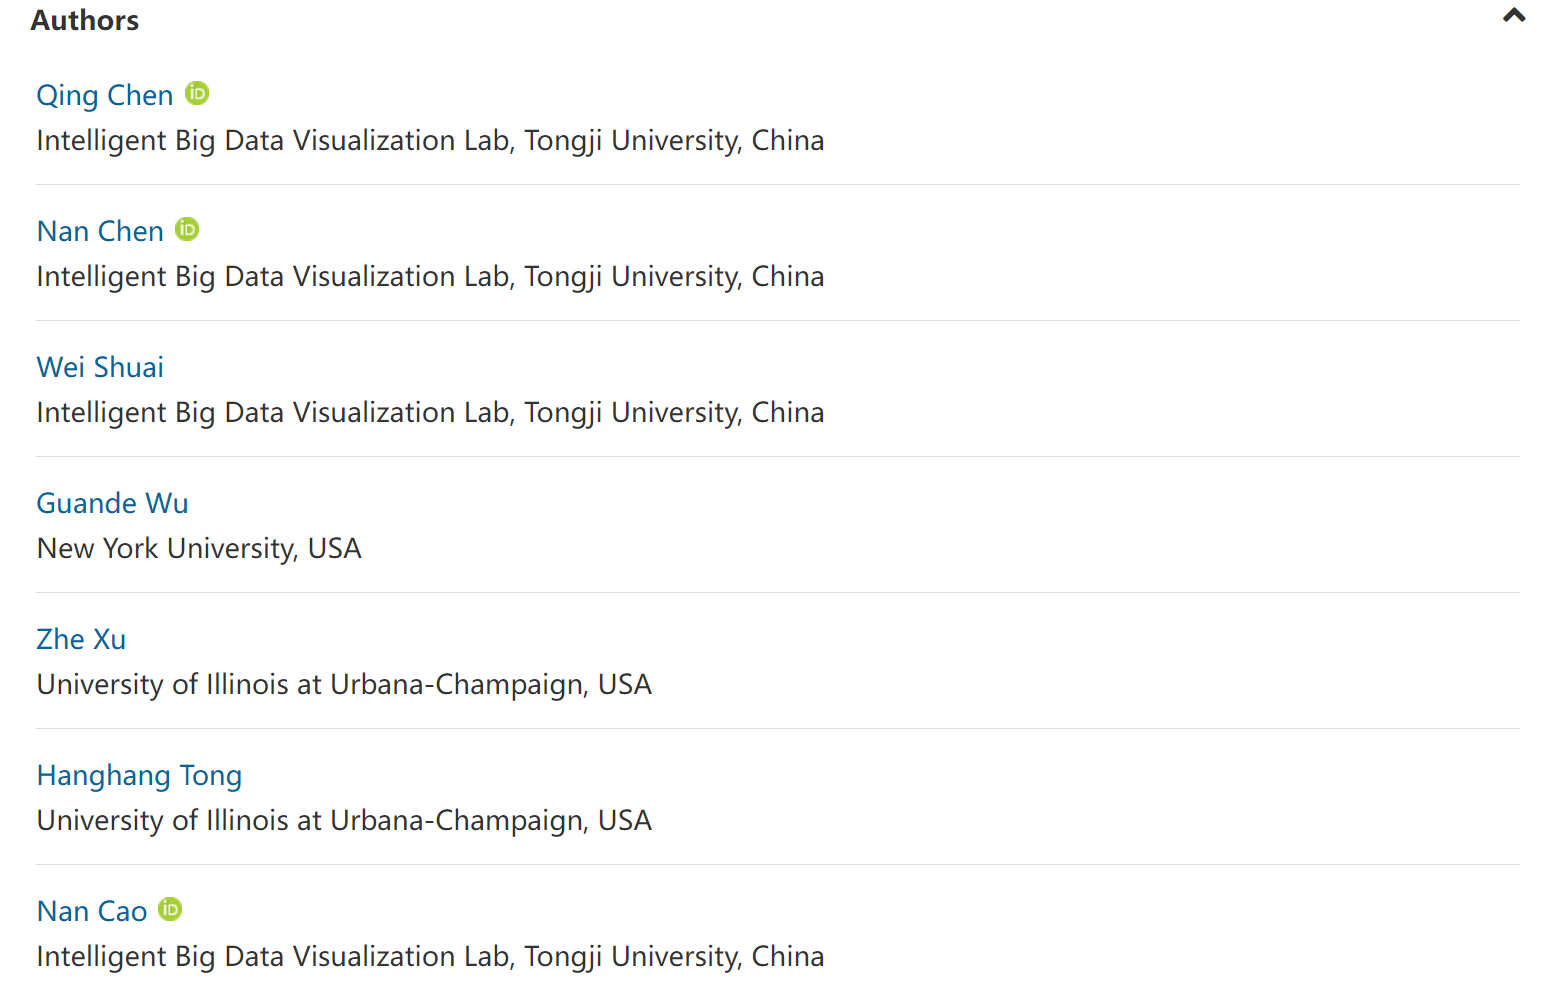 Authors
Qing Chen iD
Intelligent Big Data Visualization Lab, Tongji University, China
Nan Chen iD
Intelligent Big Data Visualization Lab, Tongji University, China
Wei Shuai
Intelligent Big Data Visualization Lab, Tongji University, China
Guande Wu
New York University, USA
Zhe Xu
University of Illinois at Urbana-Champaign, USA
Hanghang Tong
University of Illinois at Urbana-Champaign, USA
Nan Cao iD
Intelligent Big Data Visualization Lab, Tongji University, China